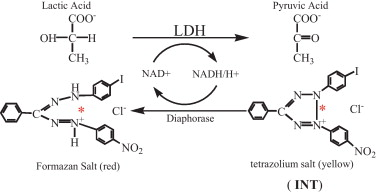 Lactic Acid
Pyruvic Acid
COO-
COO-
LDH
OH C H
C O
CH3
CH3
NAD+ NADH/H+
Diaphorase
H
I
N N
C
*
Cl-
N NH+
H
NO2
Formazan Salt (red)
I
N N
C
*
Cl-
N N+
NO2
tetrazolium salt (yellow)
( INT)